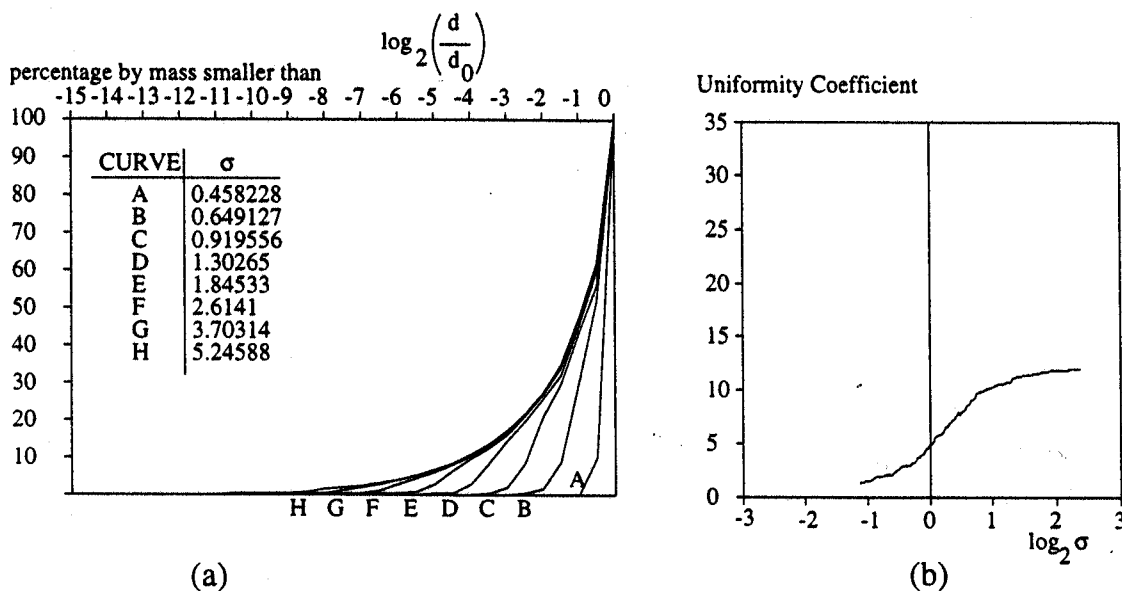 log2(d/d0)
percentage by mass smaller than
-15 -14 -13 -12 -11 -10 -9 -8 -7 -6 -5 -4 -3 -2 -1 0
100
90
80
70
60
50
40
30
20
10
CURVE σ
A 0.458228
B 0.649127
C 0.919556
D 1.30265
E 1.84533
F 2.6141
G 3.70314
H 5.24588
A
H G F E D C B
(a)
Uniformity Coefficient
35
30
25
20
15
10
5
0
-3 -2 -1 0 1 2 3
log2 σ
(b)